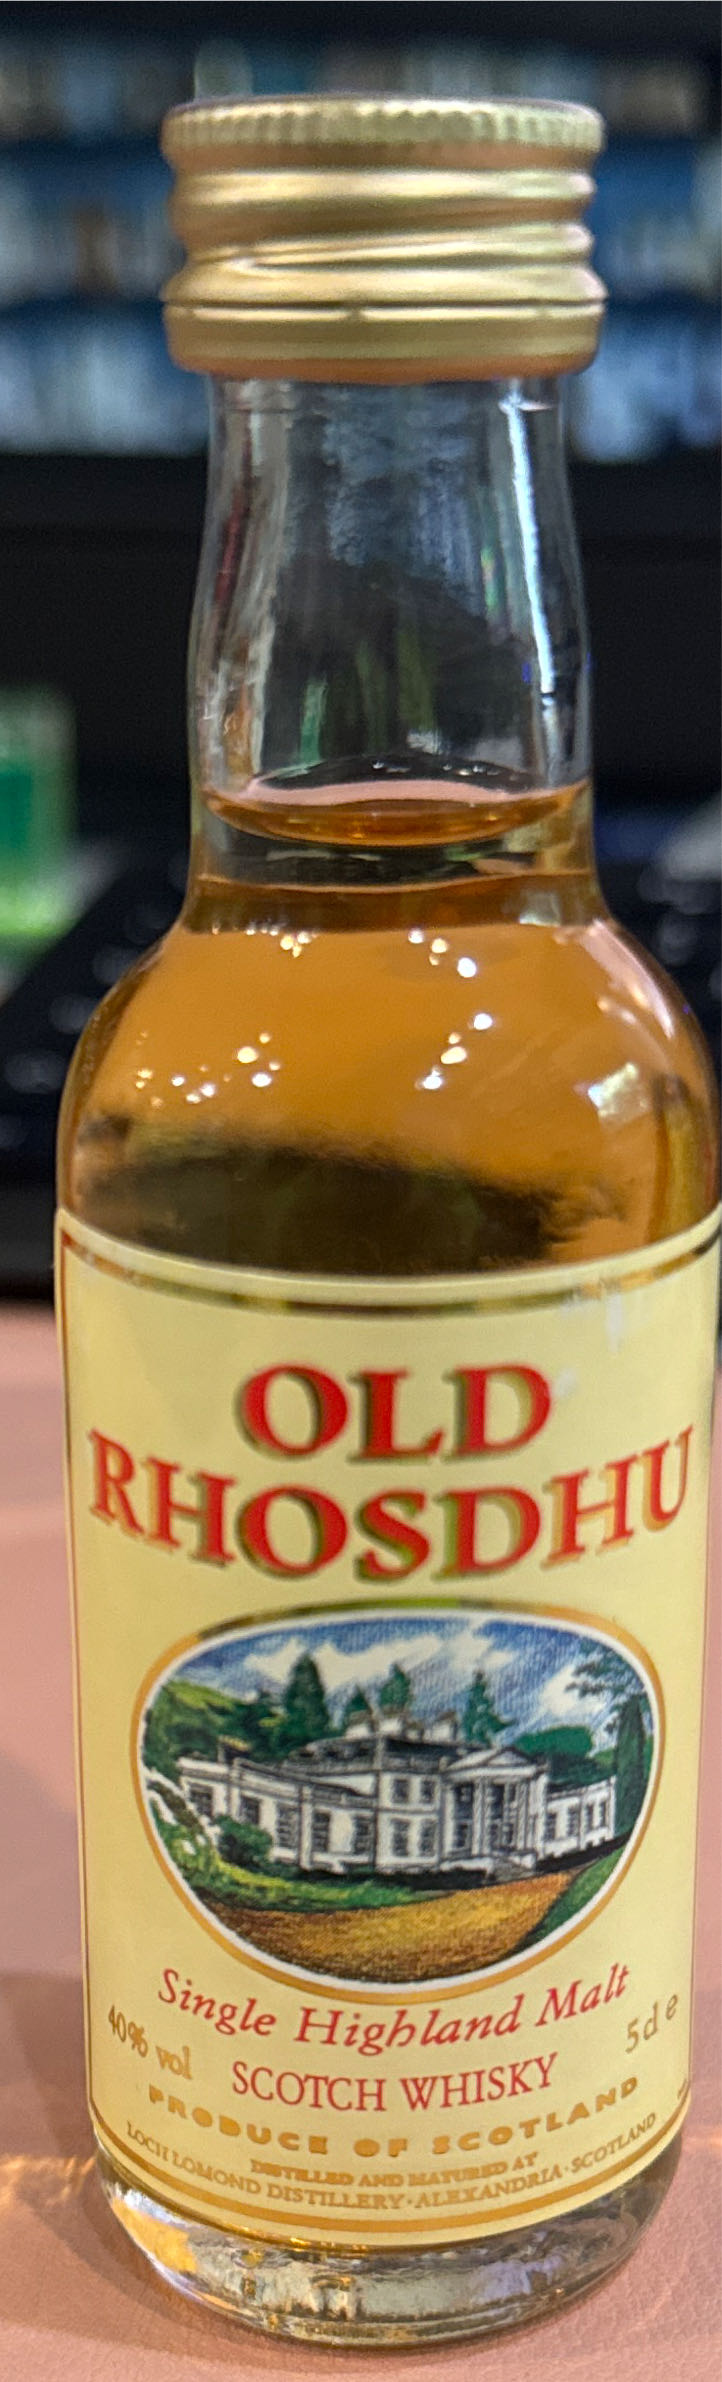 OLD
RHOSDHU
Single Highland Malt
40% vol
5cl e
SCOTCH WHISKY
PRODUCE OF SCOTLAND
DISTILLED AND MATURED AT
LOCH LOMOND DISTILLERY·ALEXANDRIA·SCOTLAND